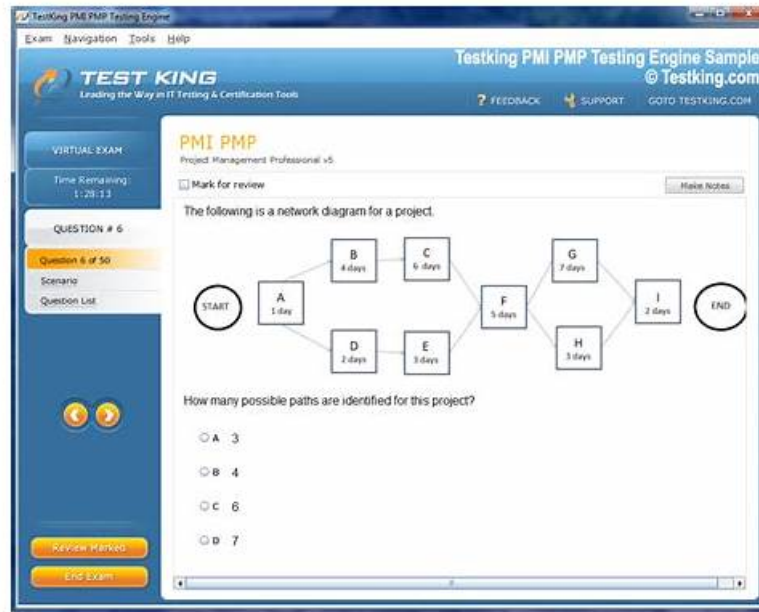 TestKing PMI PMP Testing Engine
Exam Navigation Tools Help
Testking PMI PMP Testing Engine Sample
© Testking.com
TEST KING
Leading the Way in IT Testing & Certification Tools
? FEEDBACK SUPPORT GOTO TESTKING.COM
VIRTUAL EXAM
Time Remaining:
1:28:13
QUESTION # 6
Question 6 of 50
Scenario
Question List
Review Marked
End Exam
PMI PMP
Project Management Professional v5
Mark for review
Make Notes
The following is a network diagram for a project.
START
A
1 day
B
4 days
C
6 days
D
2 days
E
3 days
F
5 days
G
7 days
H
3 days
I
2 days
END
How many possible paths are identified for this project?
A 3
B 4
C 6
D 7